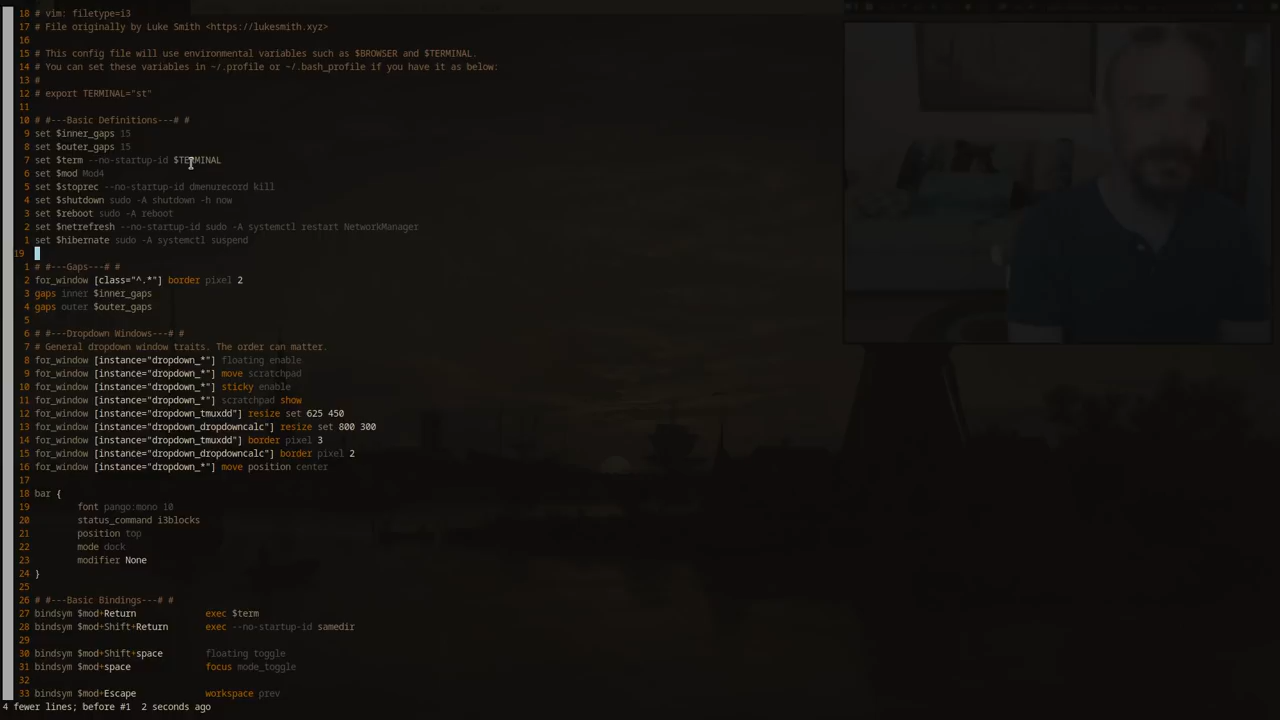 18 # vim: filetype=i3
17 # File originally by Luke Smith <https://lukesmith.xyz>
16
15 # This config file will use environmental variables such as $BROWSER and $TERMINAL.
14 # You can set these variables in ~/.profile or ~/.bash_profile if you have it as below:
13 #
12 # export TERMINAL="st"
11
10 # #---Basic Definitions---# #
9 set $inner_gaps 15
8 set $outer_gaps 15
7 set $term --no-startup-id $TERMINAL
6 set $mod Mod4
5 set $stoprec --no-startup-id dmenurecord kill
4 set $shutdown sudo -A shutdown -h now
3 set $reboot sudo -A reboot
2 set $netrefresh --no-startup-id sudo -A systemctl restart NetworkManager
1 set $hibernate sudo -A systemctl suspend
19
1 # #---Gaps---# #
2 for_window [class="^.*"] border pixel 2
3 gaps inner $inner_gaps
4 gaps outer $outer_gaps
5
6 # #---Dropdown Windows---# #
7 # General dropdown window traits. The order can matter.
8 for_window [instance="dropdown_*"] floating enable
9 for_window [instance="dropdown_*"] move scratchpad
10 for_window [instance="dropdown_*"] sticky enable
11 for_window [instance="dropdown_*"] scratchpad show
12 for_window [instance="dropdown_tmuxdd"] resize set 625 450
13 for_window [instance="dropdown_dropdowncalc"] resize set 800 300
14 for_window [instance="dropdown_tmuxdd"] border pixel 3
15 for_window [instance="dropdown_dropdowncalc"] border pixel 2
16 for_window [instance="dropdown_*"] move position center
17
18 bar {
19 font pango:mono 10
20 status_command i3blocks
21 position top
22 mode dock
23 modifier None
24 }
25
26 # #---Basic Bindings---# #
27 bindsym $mod+Return exec $term
28 bindsym $mod+Shift+Return exec --no-startup-id samedir
29
30 bindsym $mod+Shift+space floating toggle
31 bindsym $mod+space focus mode_toggle
32
33 bindsym $mod+Escape workspace prev
4 fewer lines; before #1 2 seconds ago